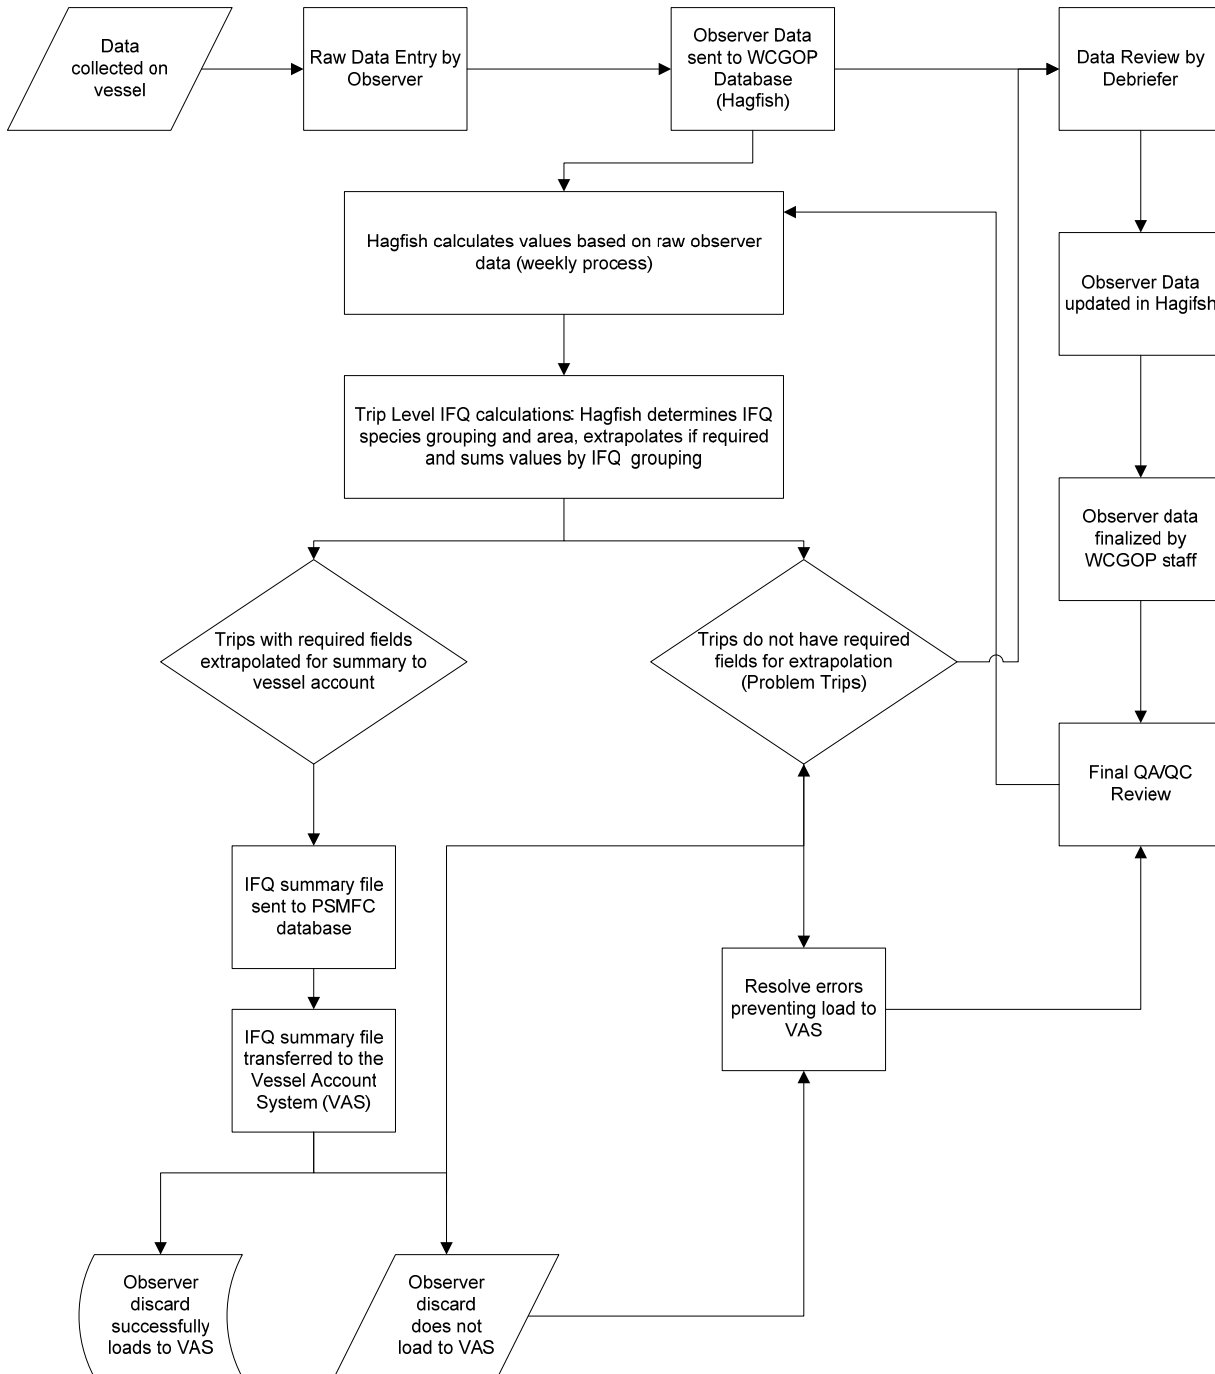 Data
collected on
vessel
Raw Data Entry by
Observer
Observer Data
sent to WCGOP
Database
(Hagfish)
Data Review by
Debriefer
Hagfish calculates values based on raw observer
data (weekly process)
Observer Data
updated in Hagifsh
Trip Level IFQ calculations: Hagfish determines IFQ
species grouping and area, extrapolates if required
and sums values by IFQ grouping
Observer data
finalized by
WCGOP staff
Trips with required fields
extrapolated for summary to
vessel account
Trips do not have required
fields for extrapolation
(Problem Trips)
Final QA/QC
Review
IFQ summary file
sent to PSMFC
database
Resolve errors
preventing load to
VAS
IFQ summary file
transferred to the
Vessel Account
System (VAS)
Observer
discard
successfully
loads to VAS
Observer
discard
does not
load to VAS